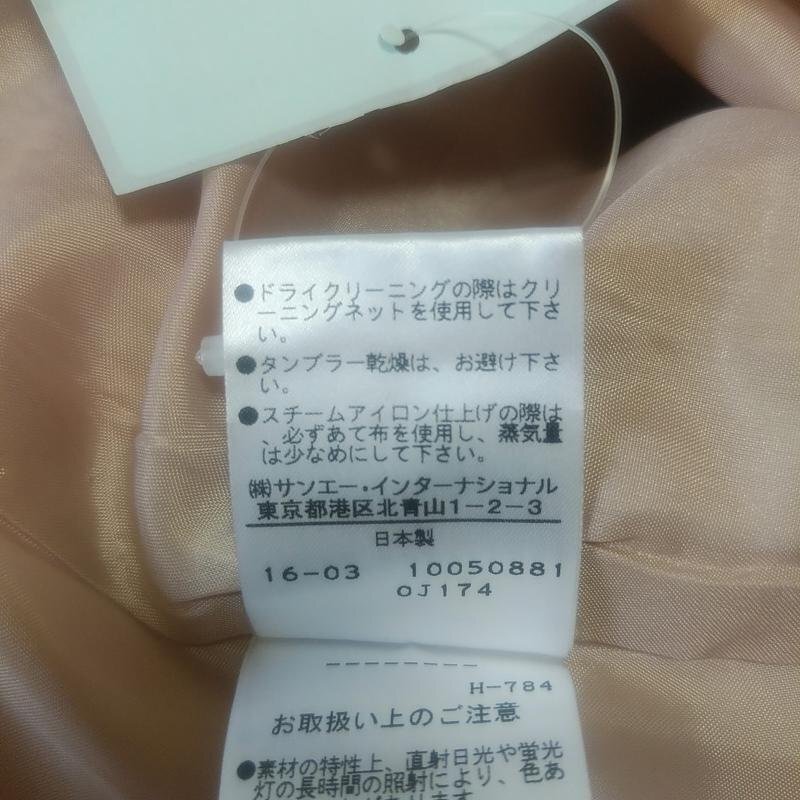 ●ドライクリーニングの際はクリ
ーニングネットを使用して下さ
い。
●タンブラー乾燥は、お避け下さ
い。
●スチームアイロン仕上げの際は
、必ずあて布を使用し、蒸気量
は少なめにして下さい。
㈱サンエー・インターナショナル
東京都港区北青山1-2-3
日本製
16-03 10050881
OJ174
--------
H-784
お取扱い上のご注意
●素材の特性上、直射日光や蛍光
灯の長時間の照射により、色あ